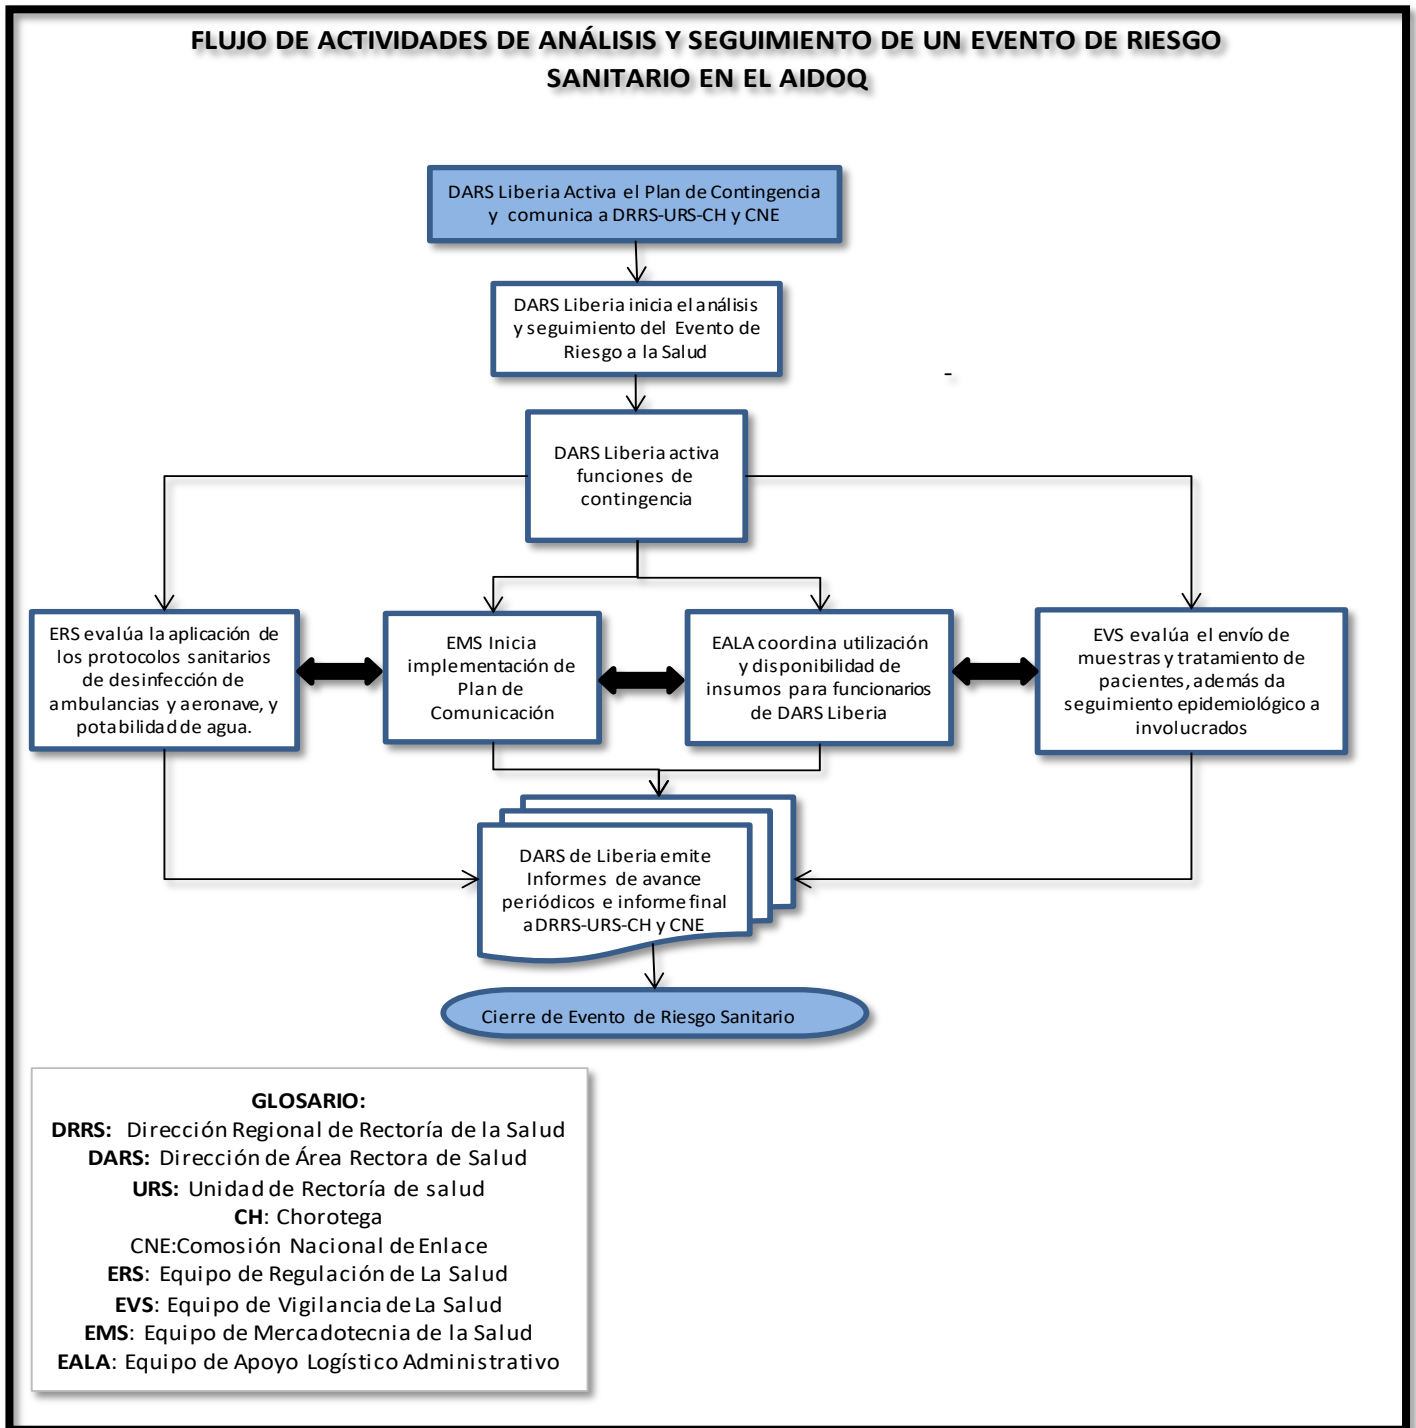 FLUJO DE ACTIVIDADES DE ANÁLISIS Y SEGUIMIENTO DE UN EVENTO DE RIESGO
SANITARIO EN EL AIDOQ
DARS Liberia Activa el Plan de Contingencia
y comunica a DRRS-URS-CH y CNE
DARS Liberia inicia el análisis
y seguimiento del Evento de
Riesgo a la Salud
-
DARS Liberia activa
funciones de
contingencia
ERS evalúa la aplicación de
los protocolos sanitarios
de desinfección de
ambulancias y aeronave, y
potabilidad de agua.
EMS Inicia
implementación de
Plan de
Comunicación
EALA coordina utilización
y disponibilidad de
insumos para funcionarios
de DARS Liberia
EVS evalúa el envío de
muestras y tratamiento de
pacientes, además da
seguimiento epidemiológico a
involucrados
DARS de Liberia emite
Informes de avance
periódicos e informe final
a DRRS-URS-CH y CNE
Cierre de Evento de Riesgo Sanitario
GLOSARIO:
DRRS: Dirección Regional de Rectoría de la Salud
DARS: Dirección de Área Rectora de Salud
URS: Unidad de Rectoría de salud
CH: Chorotega
CNE:Comosión Nacional de Enlace
ERS: Equipo de Regulación de La Salud
EVS: Equipo de Vigilancia de La Salud
EMS: Equipo de Mercadotecnia de la Salud
EALA: Equipo de Apoyo Logístico Administrativo